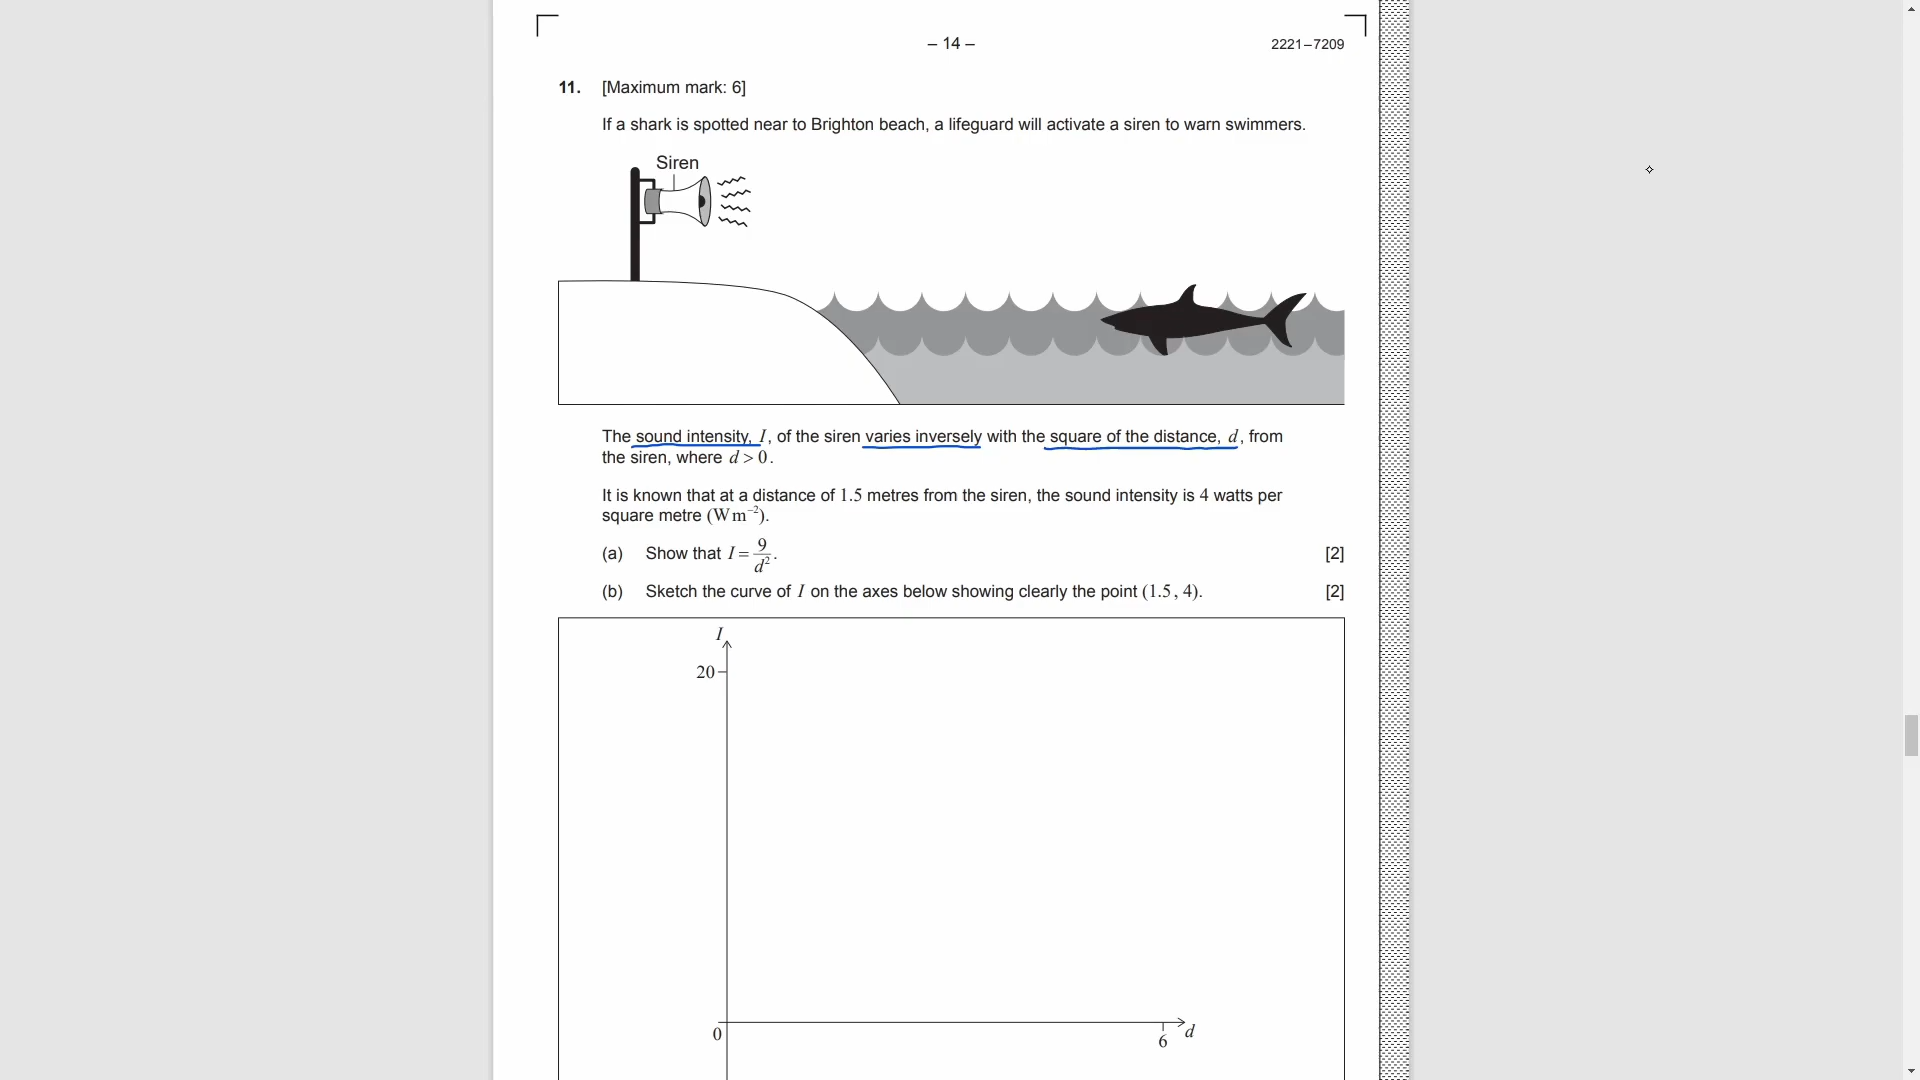 – 14 –
2221–7209
11. [Maximum mark: 6]
If a shark is spotted near to Brighton beach, a lifeguard will activate a siren to warn swimmers.
Siren
The sound intensity, I, of the siren varies inversely with the square of the distance, d, from
the siren, where d > 0.
It is known that at a distance of 1.5 metres from the siren, the sound intensity is 4 watts per
square metre (W m⁻²).
(a) Show that I = 9/d². [2]
(b) Sketch the curve of I on the axes below showing clearly the point (1.5, 4). [2]
I
20
0
6
d